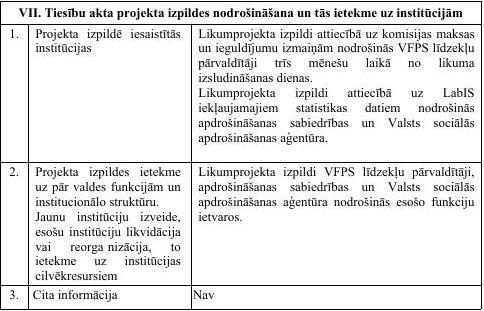 VII. Tiesību akta projekta izpildes nodrošināšana un tās ietekme uz institūcijām
1. Projekta izpildē iesaistītās
institūcijas
Likumprojekta izpildi attiecībā uz komisijas maksas
un ieguldījumu izmaiņām nodrošinās VFPS līdzekļu
pārvaldītāji trīs mēnešu laikā no likuma
izsludināšanas dienas.
Likumprojekta izpildi attiecībā uz LabIS
iekļaujamajiem statistikas datiem nodrošinās
apdrošināšanas sabiedrības un Valsts sociālās
apdrošināšanas aģentūra.
2. Projekta izpildes ietekme
uz pār valdes funkcijām un
institucionālo struktūru.
Jaunu institūciju izveide,
esošu institūciju likvidācija
vai reorga nizācija, to
ietekme uz institūcijas
cilvēkresursiem
Likumprojekta izpildi VFPS līdzekļu pārvaldītāji,
apdrošināšanas sabiedrības un Valsts sociālās
apdrošināšanas aģentūra nodrošinās esošo funkciju
ietvaros.
3. Cita informācija
Nav